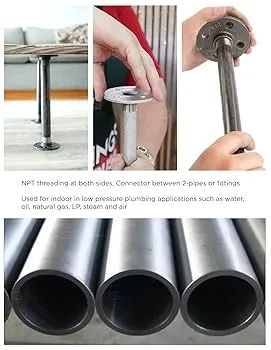 NPT threading at both sides, Connector between 2-pipes or fittings
Used for indoor in low pressure plumbing applications such as water,
oil, natural gas, LP, steam and air